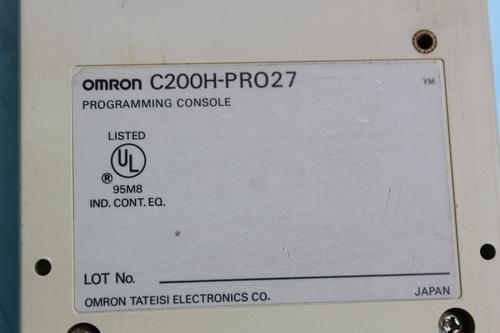 omron C200H-PRO27
YM
PROGRAMMING CONSOLE
LISTED
UL
®
95M8
IND. CONT. EQ.
LOT No.
OMRON TATEISI ELECTRONICS CO.
JAPAN